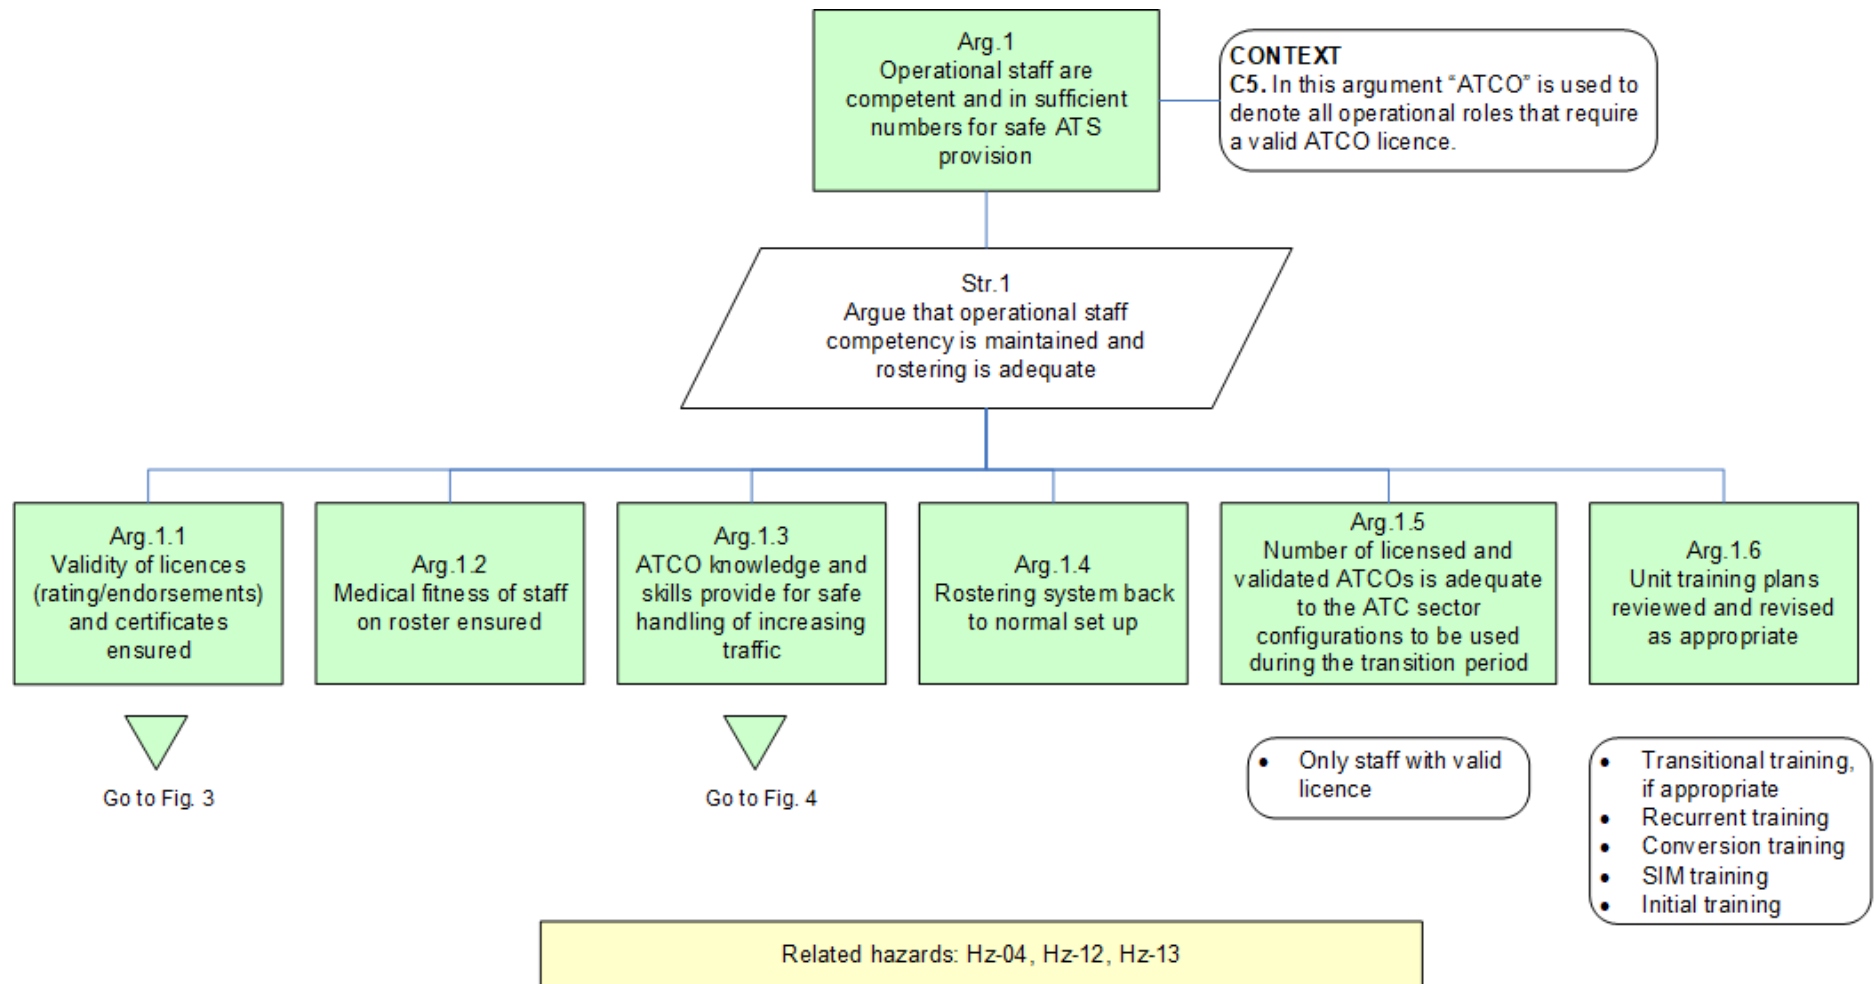 Arg.1
Operational staff are
competent and in sufficient
numbers for safe ATS
provision
CONTEXT
C5. In this argument “ATCO” is used to
denote all operational roles that require
a valid ATCO licence.
Str.1
Argue that operational staff
competency is maintained and
rostering is adequate
Arg.1.1
Validity of licences
(rating/endorsements)
and certificates
ensured
Arg.1.2
Medical fitness of staff
on roster ensured
Arg.1.3
ATCO knowledge and
skills provide for safe
handling of increasing
traffic
Arg.1.4
Rostering system back
to normal set up
Arg.1.5
Number of licensed and
validated ATCOs is adequate
to the ATC sector
configurations to be used
during the transition period
Arg.1.6
Unit training plans
reviewed and revised
as appropriate
Go to Fig. 3
Go to Fig. 4
• Only staff with valid
licence
• Transitional training,
if appropriate
• Recurrent training
• Conversion training
• SIM training
• Initial training
Related hazards: Hz-04, Hz-12, Hz-13